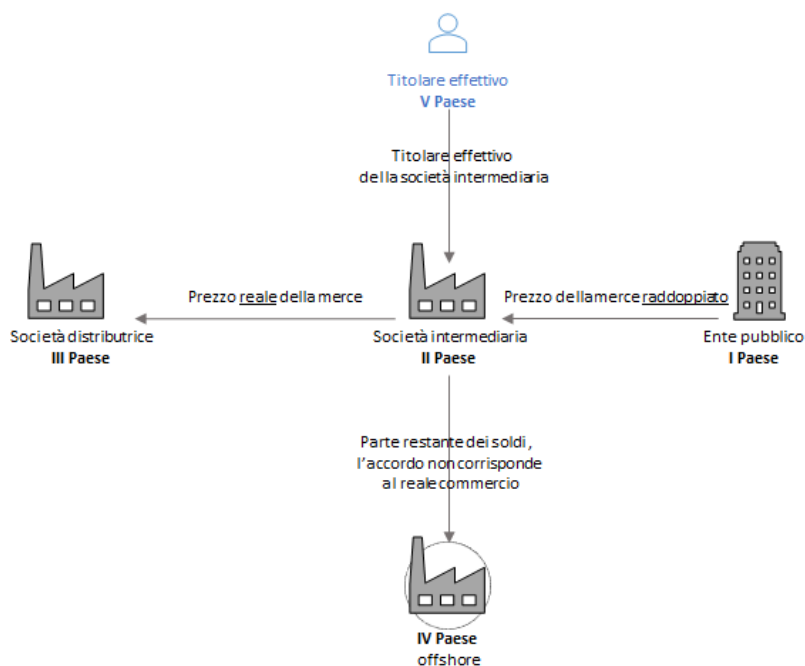 Titolare effettivo
V Paese
Titolare effettivo
della società intermediaria
Prezzo reale della merce
Prezzo della merce raddoppiato
Società distributrice
III Paese
Società intermediaria
II Paese
Ente pubblico
I Paese
Parte restante dei soldi,
l'accordo non corrisponde
al reale commercio
IV Paese
offshore